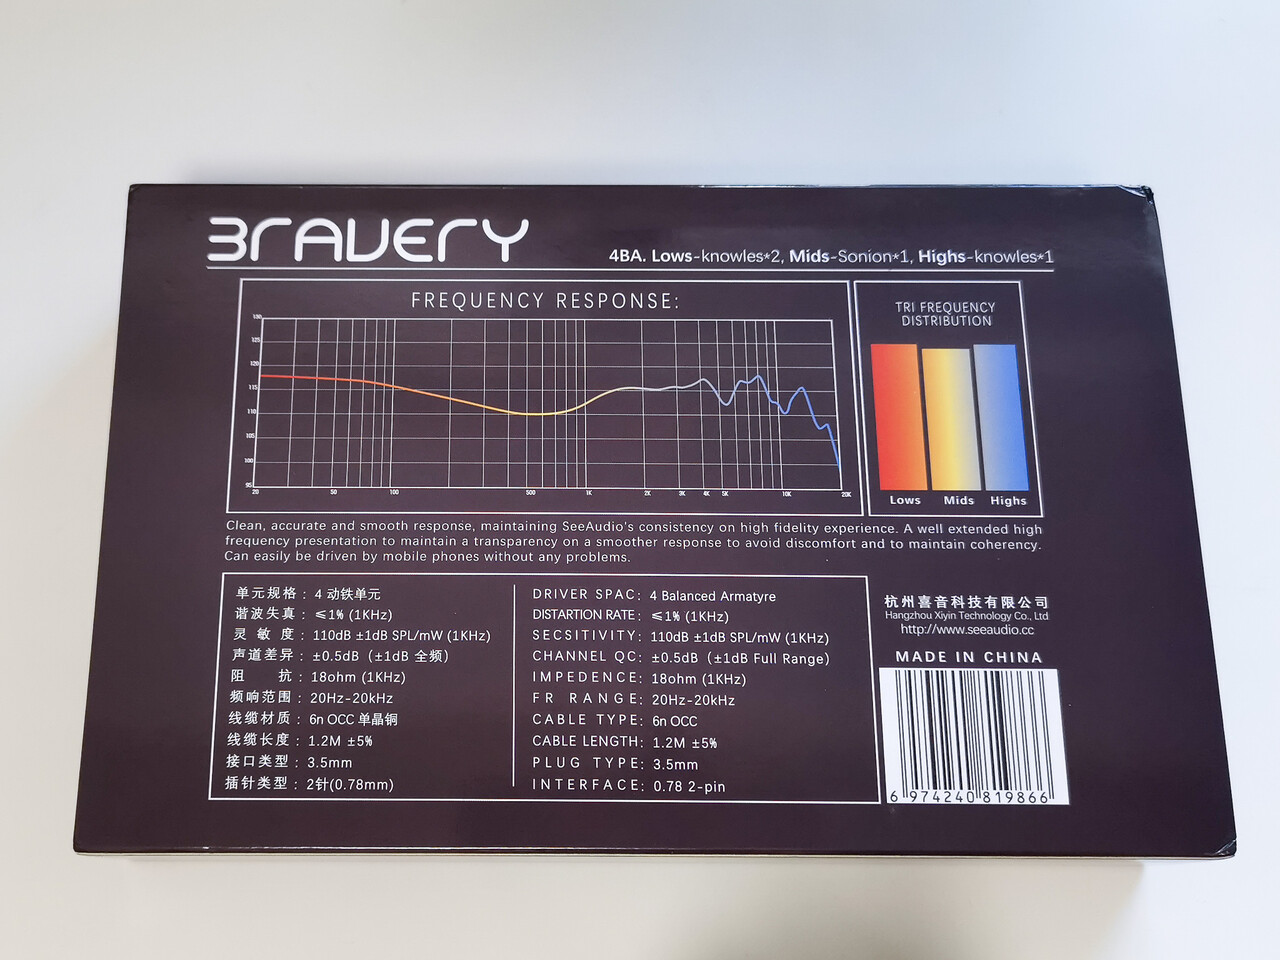 BRAVERY
4BA. Lows-knowles*2, Mids-Sonion*1, Highs-knowles*1
FREQUENCY RESPONSE:
130
125
120
115
110
105
100
95
20 50 100 500 1K 2K 3K 4K 5K 10K 20K
TRI FREQUENCY
DISTRIBUTION
Lows Mids Highs
Clean, accurate and smooth response, maintaining SeeAudio's consistency on high fidelity experience. A well extended high
frequency presentation to maintain a transparency on a smoother response to avoid discomfort and to maintain coherency.
Can easily be driven by mobile phones without any problems.
单元规格: 4 动铁单元
谐波失真: ≤1% (1KHz)
灵敏度: 110dB ±1dB SPL/mW (1KHz)
声道差异: ±0.5dB (±1dB 全频)
阻抗: 18ohm (1KHz)
频响范围: 20Hz-20kHz
线缆材质: 6n OCC 单晶铜
线缆长度: 1.2M ±5%
接口类型: 3.5mm
插针类型: 2针(0.78mm)
DRIVER SPAC: 4 Balanced Armatyre
DISTARTION RATE: ≤1% (1KHz)
SECSITIVITY: 110dB ±1dB SPL/mW (1KHz)
CHANNEL QC: ±0.5dB (±1dB Full Range)
IMPEDENCE: 18ohm (1KHz)
FR RANGE: 20Hz-20kHz
CABLE TYPE: 6n OCC
CABLE LENGTH: 1.2M ±5%
PLUG TYPE: 3.5mm
INTERFACE: 0.78 2-pin
杭州喜音科技有限公司
Hangzhou Xiyin Technology Co., Ltd
http://www.seeaudio.cc
MADE IN CHINA
6 974240 819866